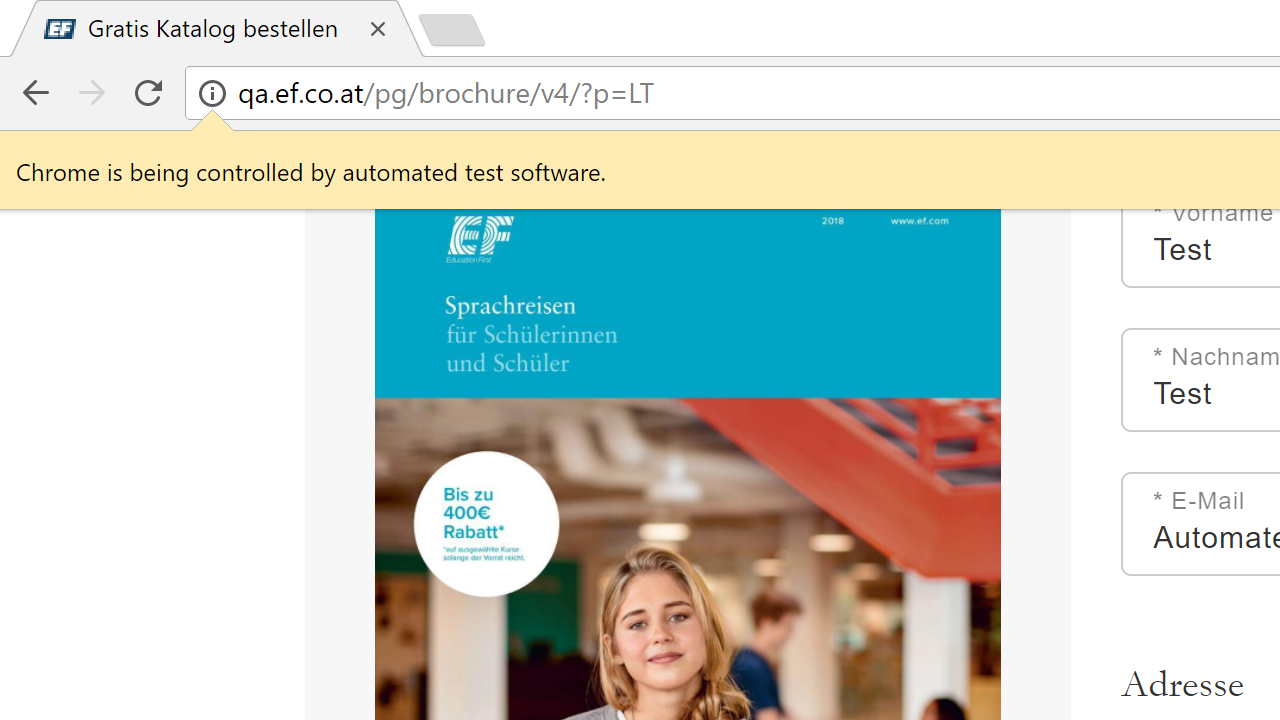 EF Gratis Katalog bestellen
qa.ef.co.at/pg/brochure/v4/?p=LT
Chrome is being controlled by automated test software.
EF
Education First
2018 www.ef.com
Sprachreisen
für Schülerinnen
und Schüler
Bis zu
400€
Rabatt*
*auf ausgewählte Kurse
solange der Vorrat reicht.
* Vorname
Test
* Nachnam
Test
* E-Mail
Automate
Adresse